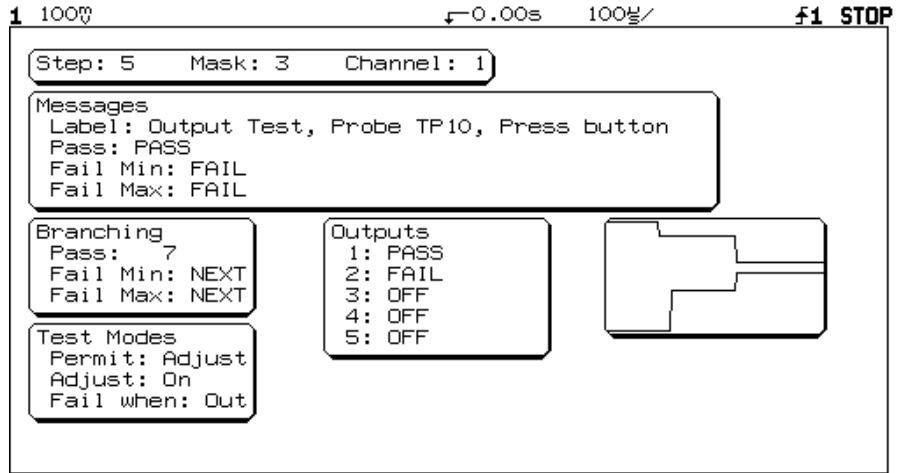 1 100mV 0.00s 100µs/ 1 STOP
Step: 5 Mask: 3 Channel: 1
Messages
Label: Output Test, Probe TP10, Press button
Pass: PASS
Fail Min: FAIL
Fail Max: FAIL
Branching
Pass: 7
Fail Min: NEXT
Fail Max: NEXT
Outputs
1: PASS
2: FAIL
3: OFF
4: OFF
5: OFF
Test Modes
Permit: Adjust
Adjust: On
Fail when: Out